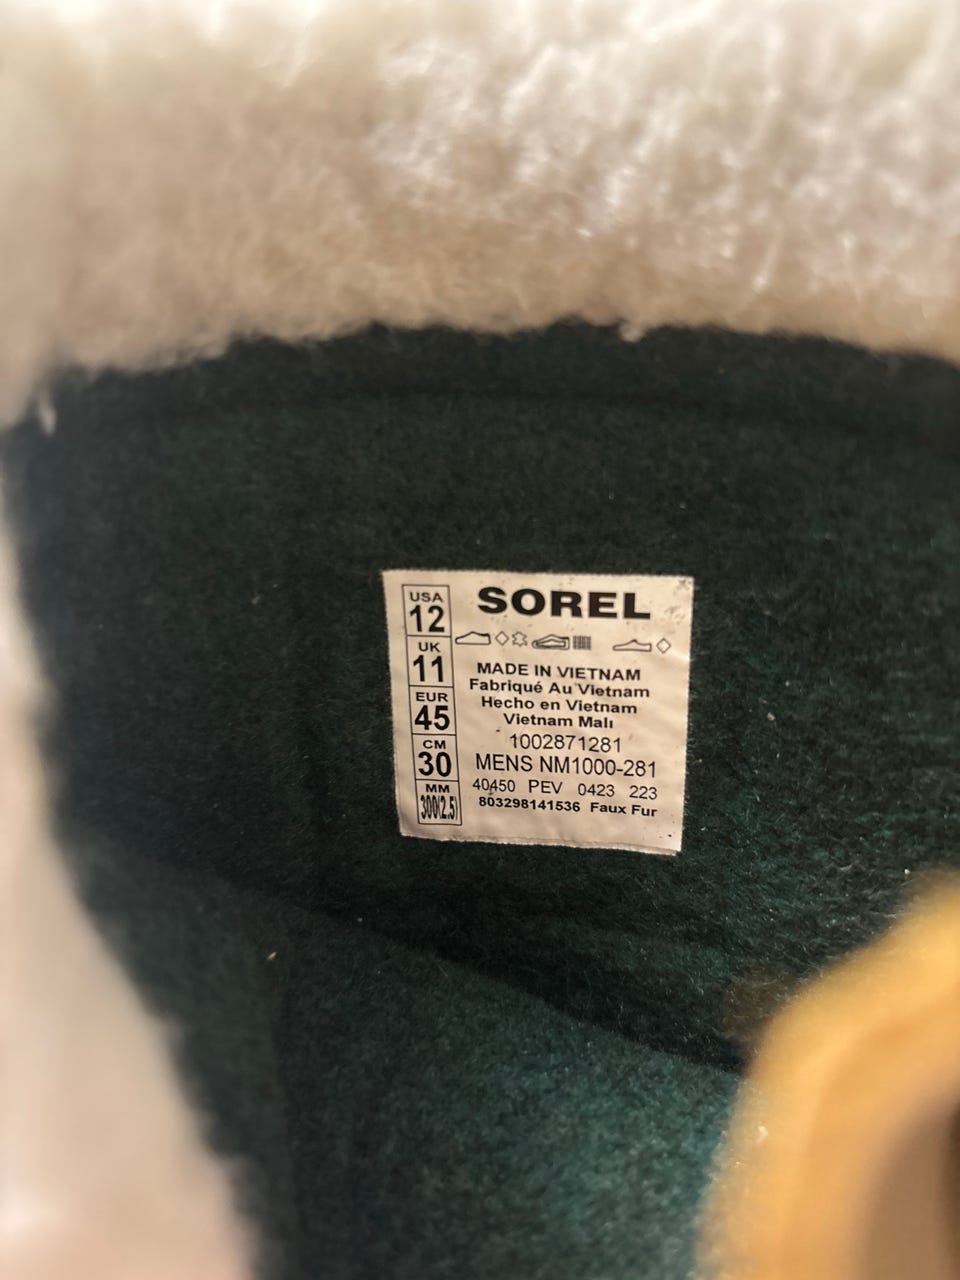 USA
12
UK
11
EUR
45
CM
30
MM
300(2.5)
SOREL
MADE IN VIETNAM
Fabriqué Au Vietnam
Hecho en Vietnam
Vietnam Malı
1002871281
MENS NM1000-281
40450 PEV 0423 223
803298141536 Faux Fur